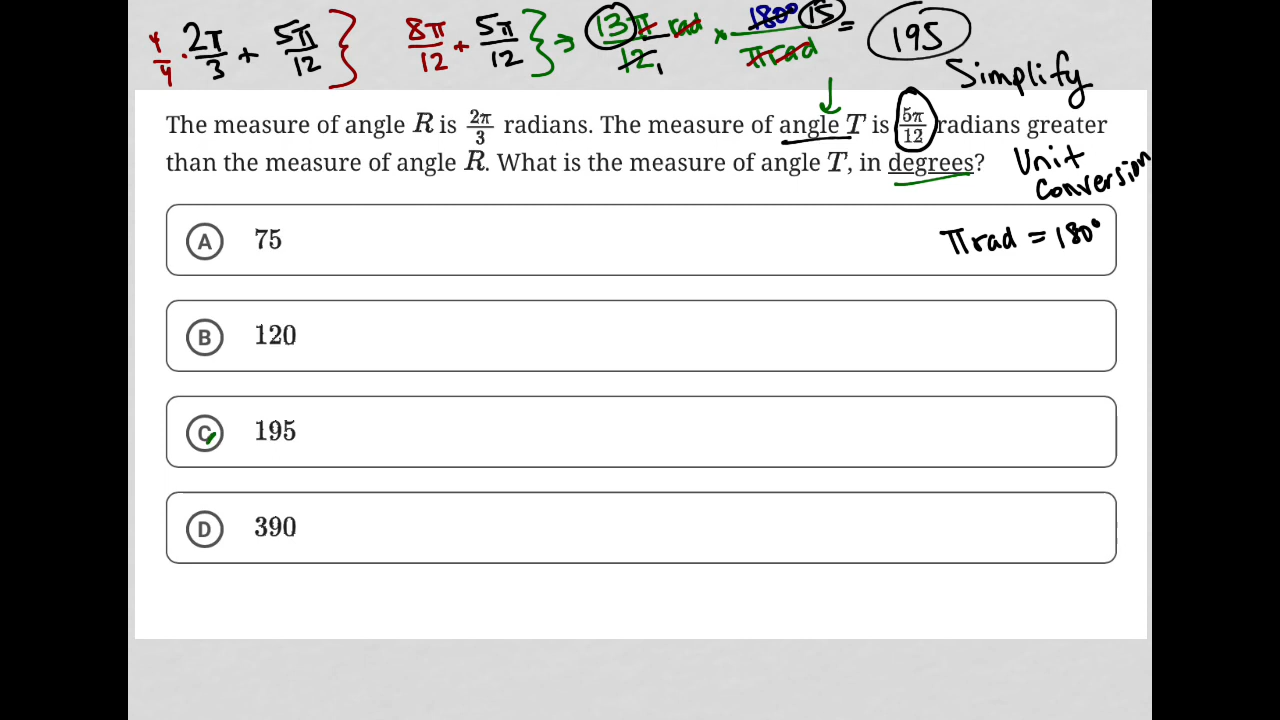 4/4 · 2π/3 + 5π/12 } 8π/12 + 5π/12 } → 13π/12 rad × 180°/π rad 15 = 195
1
Simplify
The measure of angle R is 2π/3 radians. The measure of angle T is 5π/12 radians greater
than the measure of angle R. What is the measure of angle T, in degrees?
Unit
Conversion
π rad = 180°
A 75
B 120
C 195
D 390